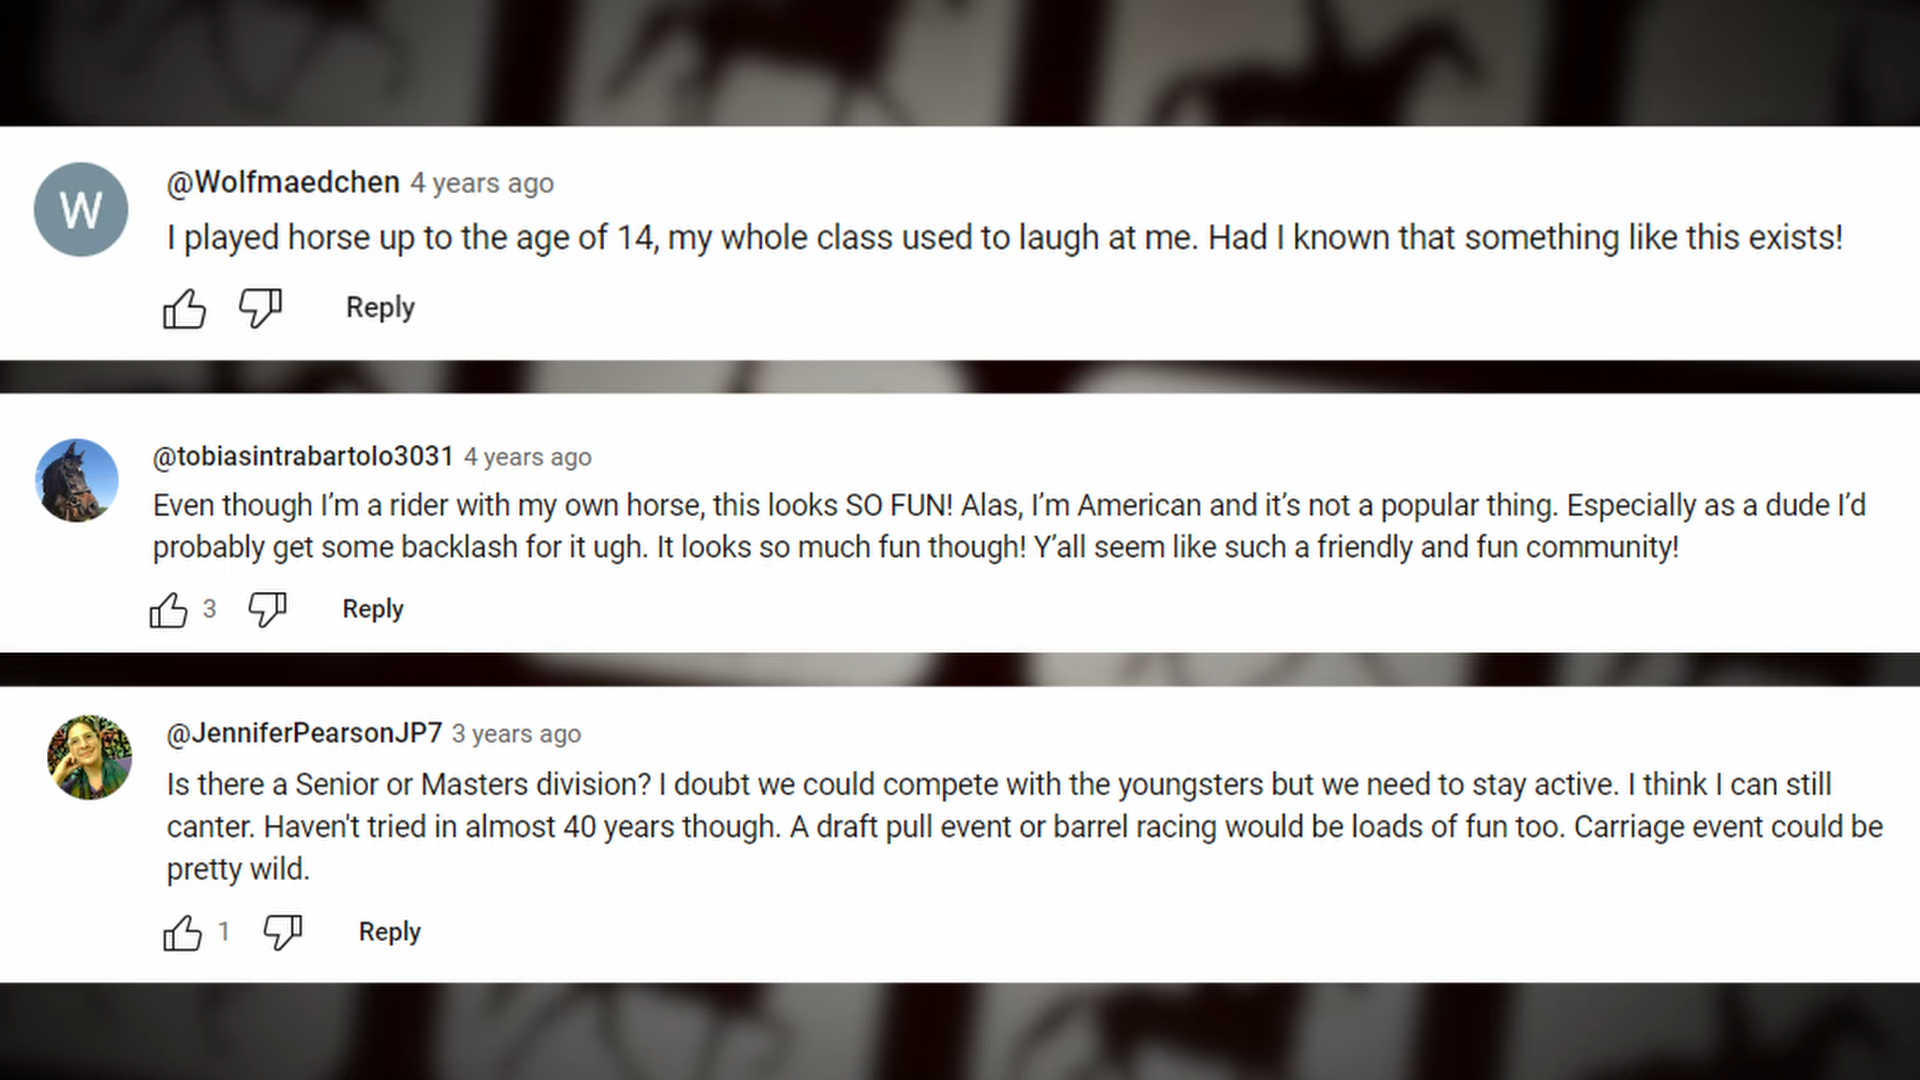 W
@Wolfmaedchen 4 years ago
I played horse up to the age of 14, my whole class used to laugh at me. Had I known that something like this exists!
Reply
@tobiasintrabartolo3031 4 years ago
Even though I’m a rider with my own horse, this looks SO FUN! Alas, I’m American and it’s not a popular thing. Especially as a dude I’d
probably get some backlash for it ugh. It looks so much fun though! Y’all seem like such a friendly and fun community!
3 Reply
@JenniferPearsonJP7 3 years ago
Is there a Senior or Masters division? I doubt we could compete with the youngsters but we need to stay active. I think I can still
canter. Haven't tried in almost 40 years though. A draft pull event or barrel racing would be loads of fun too. Carriage event could be
pretty wild.
1 Reply